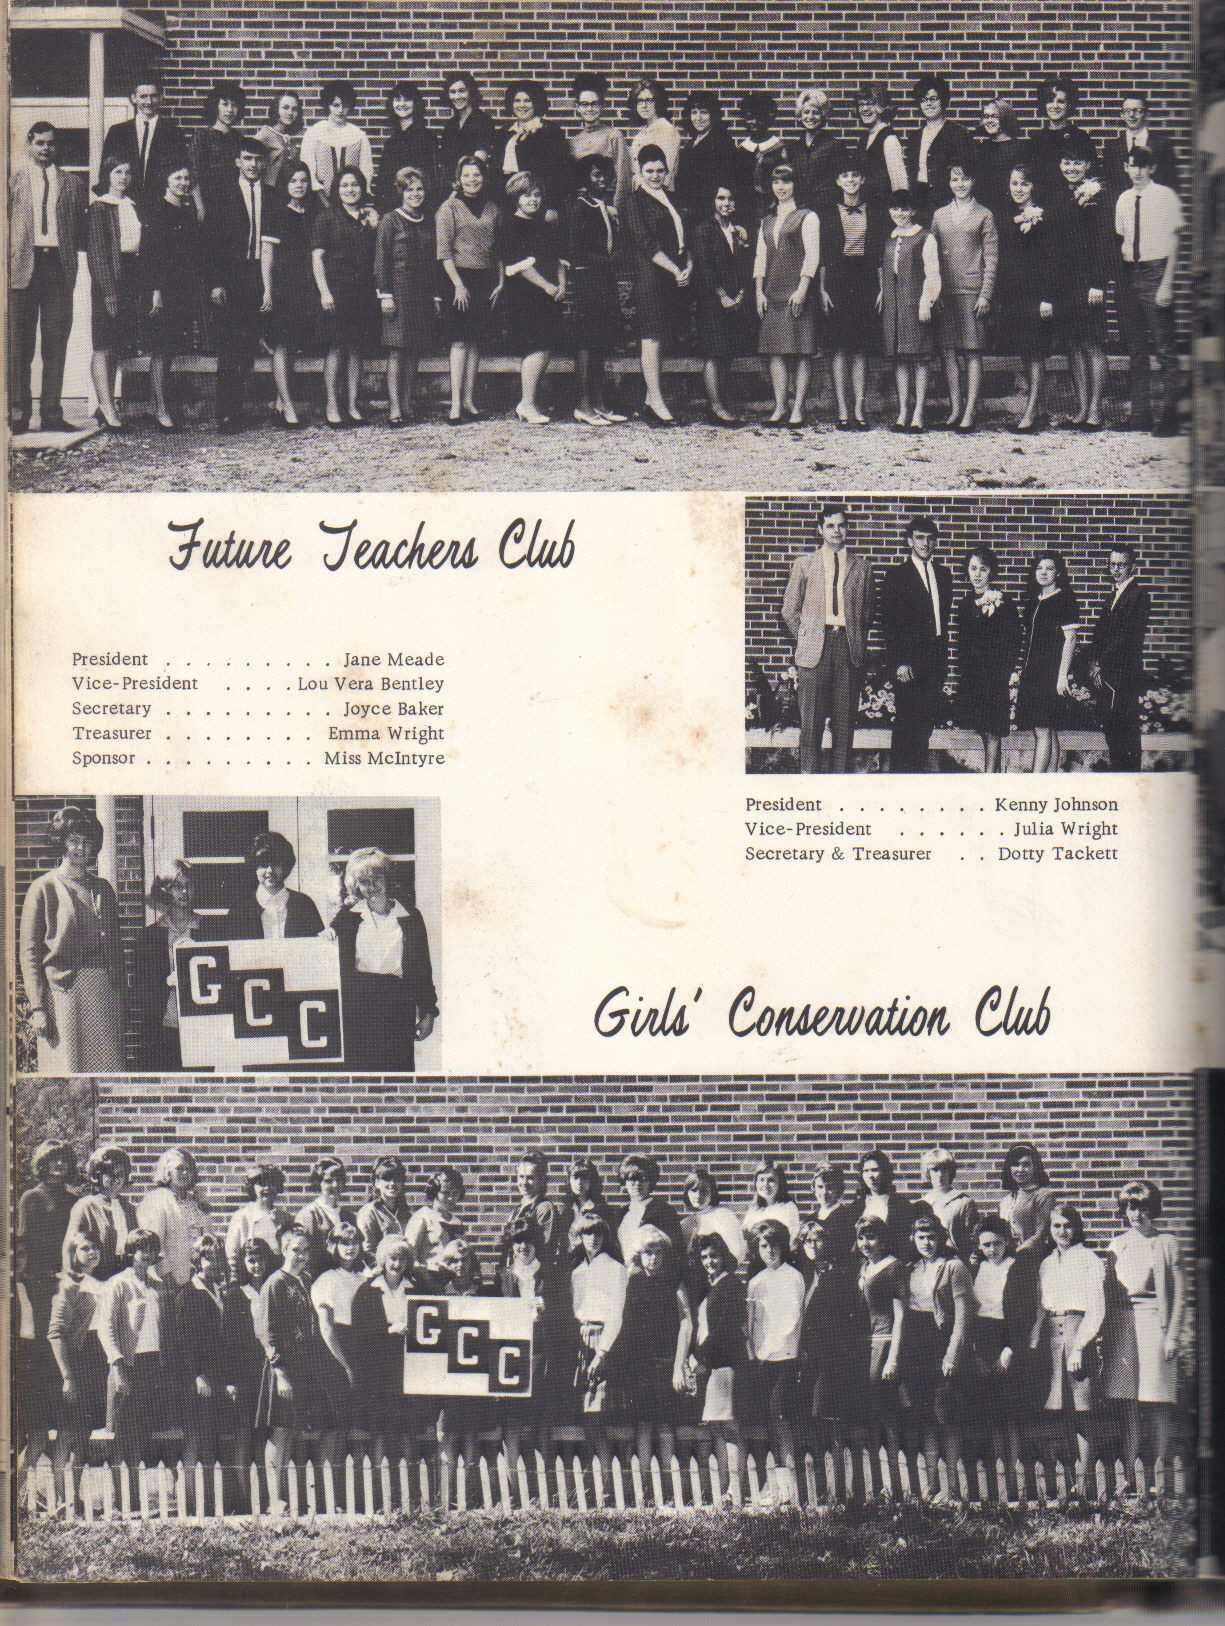 Future Teachers Club
President . . . . . . . . . Jane Meade
Vice-President . . . . Lou Vera Bentley
Secretary . . . . . . . . . Joyce Baker
Treasurer . . . . . . . . Emma Wright
Sponsor . . . . . . . . . Miss McIntyre
President . . . . . . . . Kenny Johnson
Vice-President . . . . . . Julia Wright
Secretary & Treasurer . . Dotty Tackett
GCC
Girls' Conservation Club
GCC